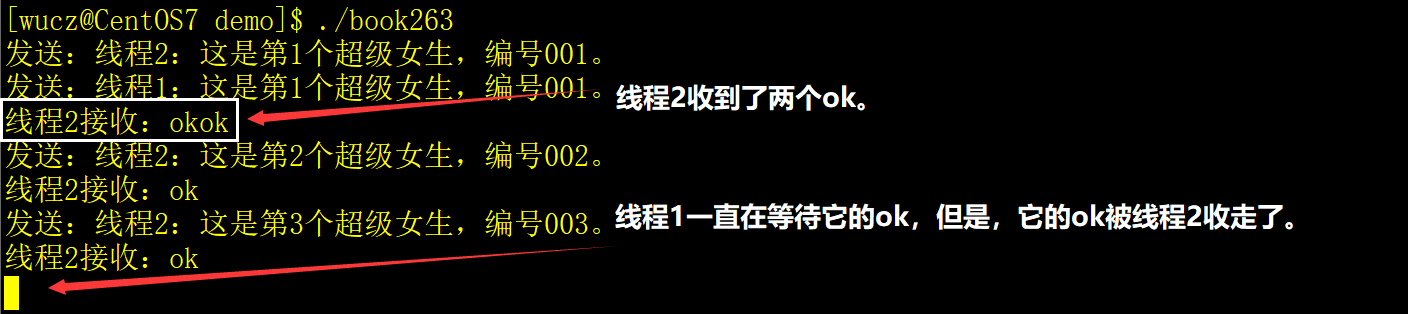 [wucz@CentOS7 demo]$ ./book263
发送：线程2：这是第1个超级女生，编号001。
发送：线程1：这是第1个超级女生，编号001。
线程2收到了两个ok。
线程2接收：okok
发送：线程2：这是第2个超级女生，编号002。
线程2接收：ok
发送：线程2：这是第3个超级女生，编号003。
线程1一直在等待它的ok，但是，它的ok被线程2收走了。
线程2接收：ok